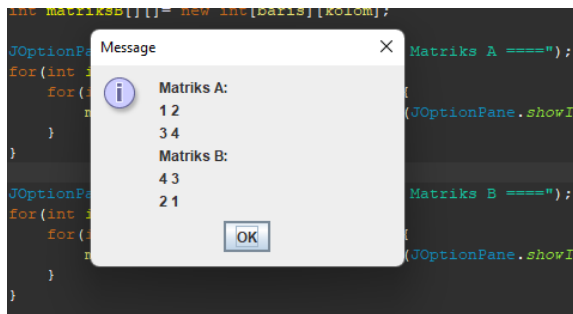 int matriksB[][]= new int[baris][kolom];
JOptionPa
Message
Matriks A ====");
for(int i
for(i
{
Matriks A:
1 2
(JOptionPane.showI
}
3 4
}
Matriks B:
4 3
JOptionPa
Matriks B ====");
2 1
for(int i
for(i
{
OK
(JOptionPane.showI
}
}